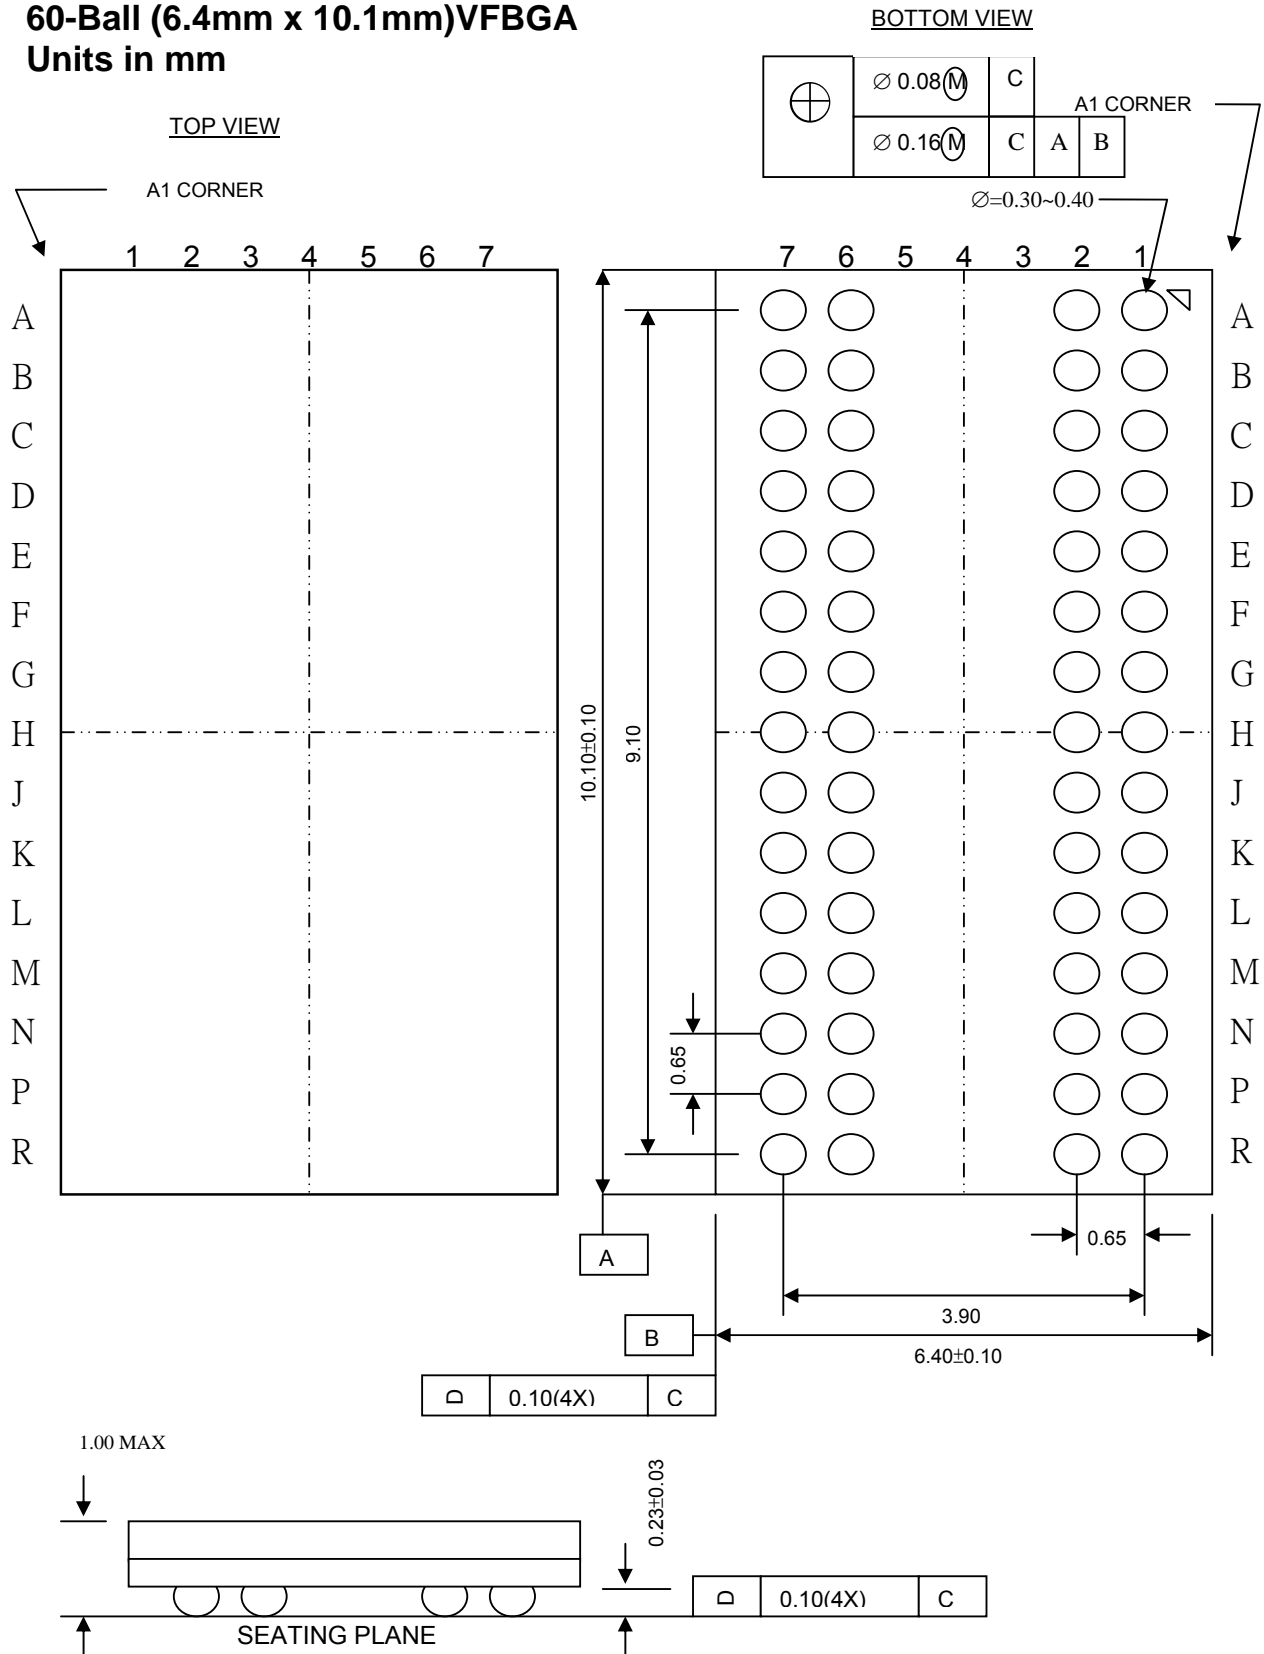 60-Ball (6.4mm x 10.1mm)VFBGA
Units in mm
BOTTOM VIEW
∅ 0.08Ⓜ C
∅ 0.16Ⓜ C A B
A1 CORNER
TOP VIEW
A1 CORNER
∅=0.30~0.40
1 2 3 4 5 6 7
7 6 5 4 3 2 1
A A
B B
C C
D D
E E
F F
G G
H H
J J
K K
L L
M M
N N
P P
R R
10.10±0.10
9.10
0.65
0.65
A
3.90
B
6.40±0.10
D 0.10(4X) C
1.00 MAX
0.23±0.03
D 0.10(4X) C
SEATING PLANE